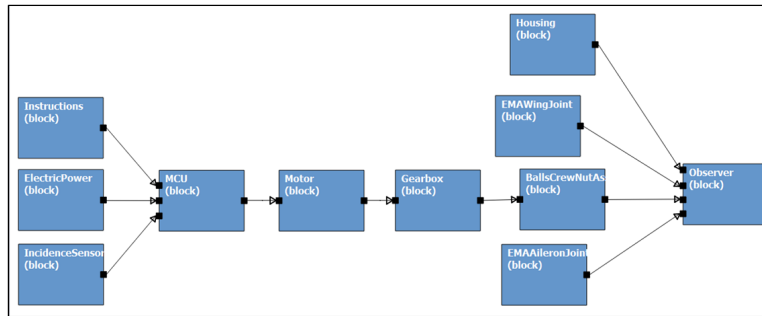 Housing
(block)
Instructions
(block)
EMAWingJoint
(block)
ElectricPower
(block)
MCU
(block)
Motor
(block)
Gearbox
(block)
BallsCrewNutAs
(block)
Observer
(block)
IncidenceSensor
(block)
EMAAileronJoint
(block)